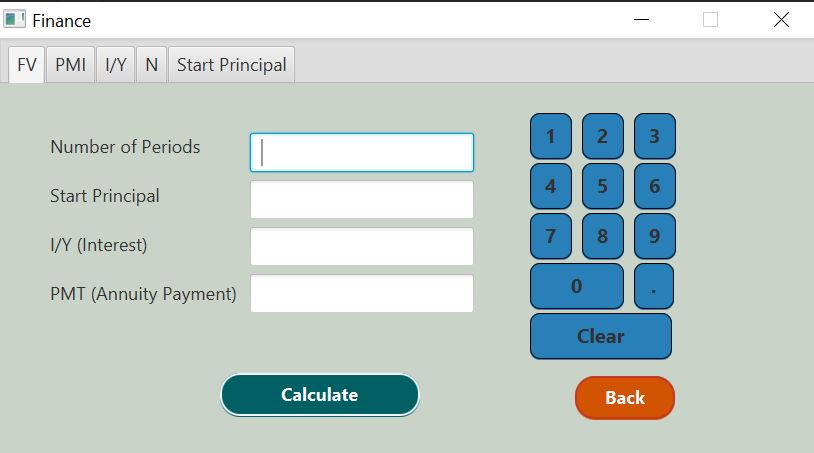 Finance
FV PMI I/Y N Start Principal
Number of Periods
Start Principal
I/Y (Interest)
PMT (Annuity Payment)
1 2 3
4 5 6
7 8 9
0 .
Clear
Calculate
Back